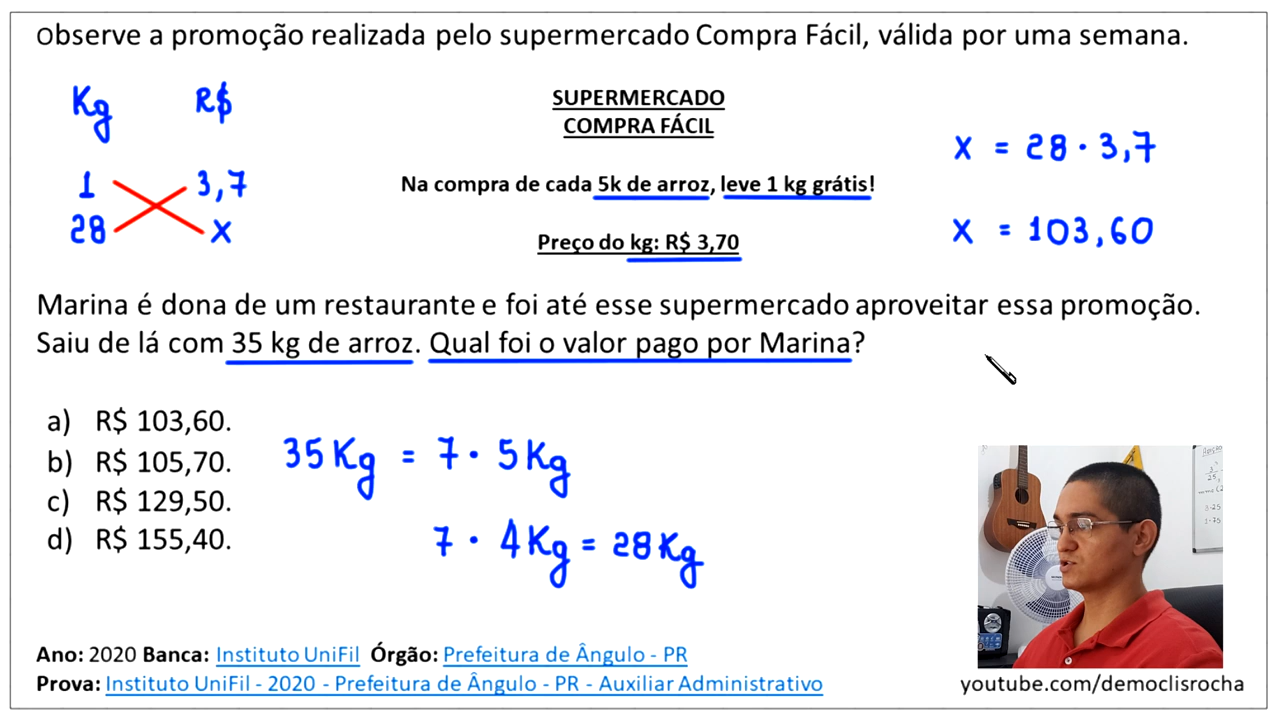 Observe a promoção realizada pelo supermercado Compra Fácil, válida por uma semana.
Kg R$
1 3,7
28 x
SUPERMERCADO
COMPRA FÁCIL
Na compra de cada 5k de arroz, leve 1 kg grátis!
Preço do kg: R$ 3,70
x = 28 · 3,7
x = 103,60
Marina é dona de um restaurante e foi até esse supermercado aproveitar essa promoção.
Saiu de lá com 35 kg de arroz. Qual foi o valor pago por Marina?
a) R$ 103,60.
b) R$ 105,70.
c) R$ 129,50.
d) R$ 155,40.
35 Kg = 7 · 5 Kg
7 · 4 Kg = 28 Kg
Ano: 2020 Banca: Instituto UniFil Órgão: Prefeitura de Ângulo - PR
Prova: Instituto UniFil - 2020 - Prefeitura de Ângulo - PR - Auxiliar Administrativo
youtube.com/democlisrocha